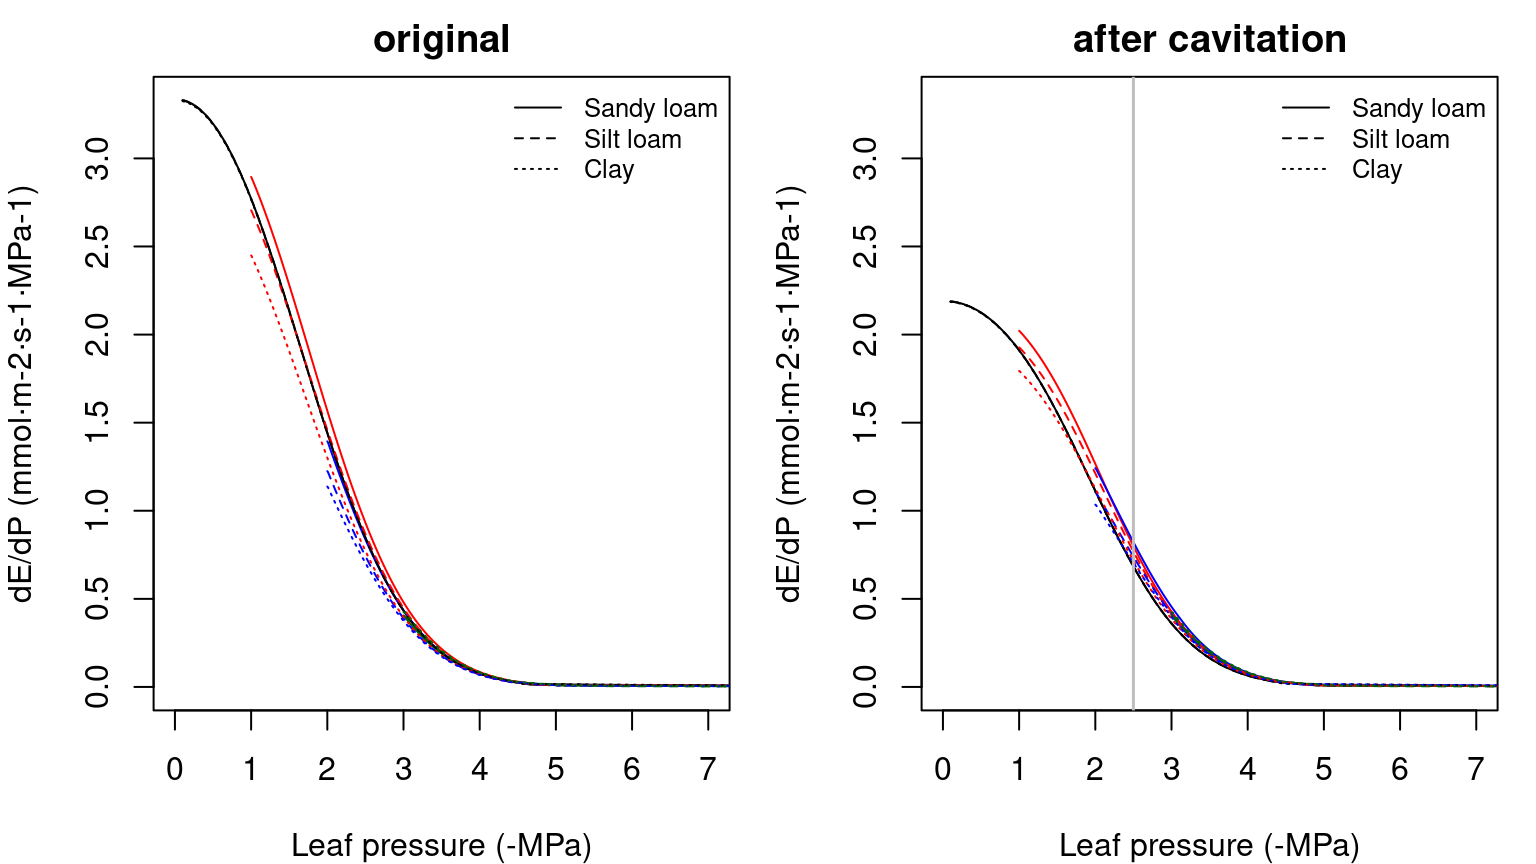 original
Sandy loam
Silt loam
Clay
dE/dP (mmol·m-2·s-1·MPa-1)
3.0
2.5
2.0
1.5
1.0
0.5
0.0
0 1 2 3 4 5 6 7
Leaf pressure (-MPa)
after cavitation
Sandy loam
Silt loam
Clay
dE/dP (mmol·m-2·s-1·MPa-1)
3.0
2.5
2.0
1.5
1.0
0.5
0.0
0 1 2 3 4 5 6 7
Leaf pressure (-MPa)